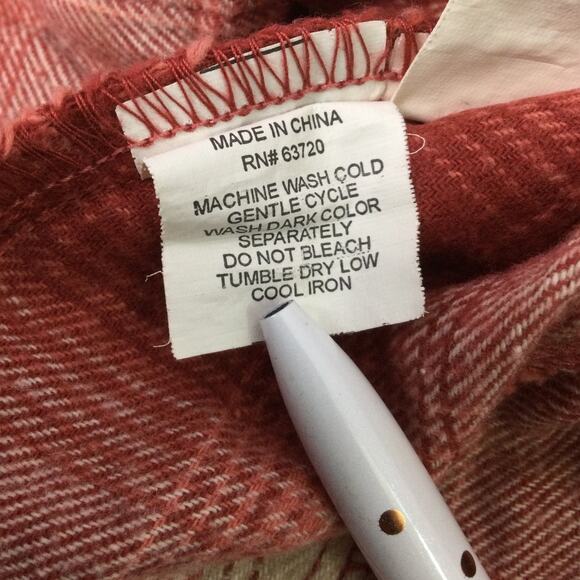 MADE IN CHINA
RN# 63720
MACHINE WASH COLD
GENTLE CYCLE
WASH DARK COLOR
SEPARATELY
DO NOT BLEACH
TUMBLE DRY LOW
COOL IRON